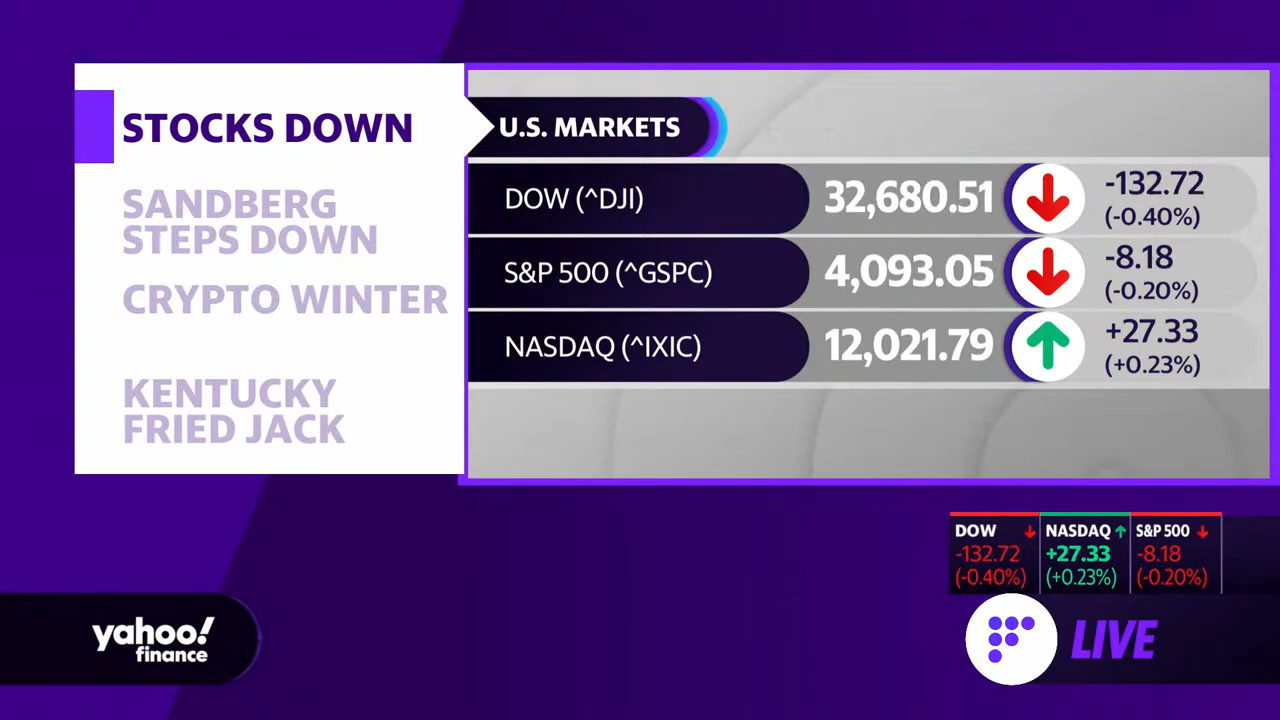 STOCKS DOWN
SANDBERG
STEPS DOWN
CRYPTO WINTER
KENTUCKY
FRIED JACK
U.S. MARKETS
DOW (^DJI) 32,680.51 -132.72
(-0.40%)
S&P 500 (^GSPC) 4,093.05 -8.18
(-0.20%)
NASDAQ (^IXIC) 12,021.79 +27.33
(+0.23%)
DOW NASDAQ S&P 500
-132.72 +27.33 -8.18
(-0.40%) (+0.23%) (-0.20%)
yahoo!
finance
LIVE